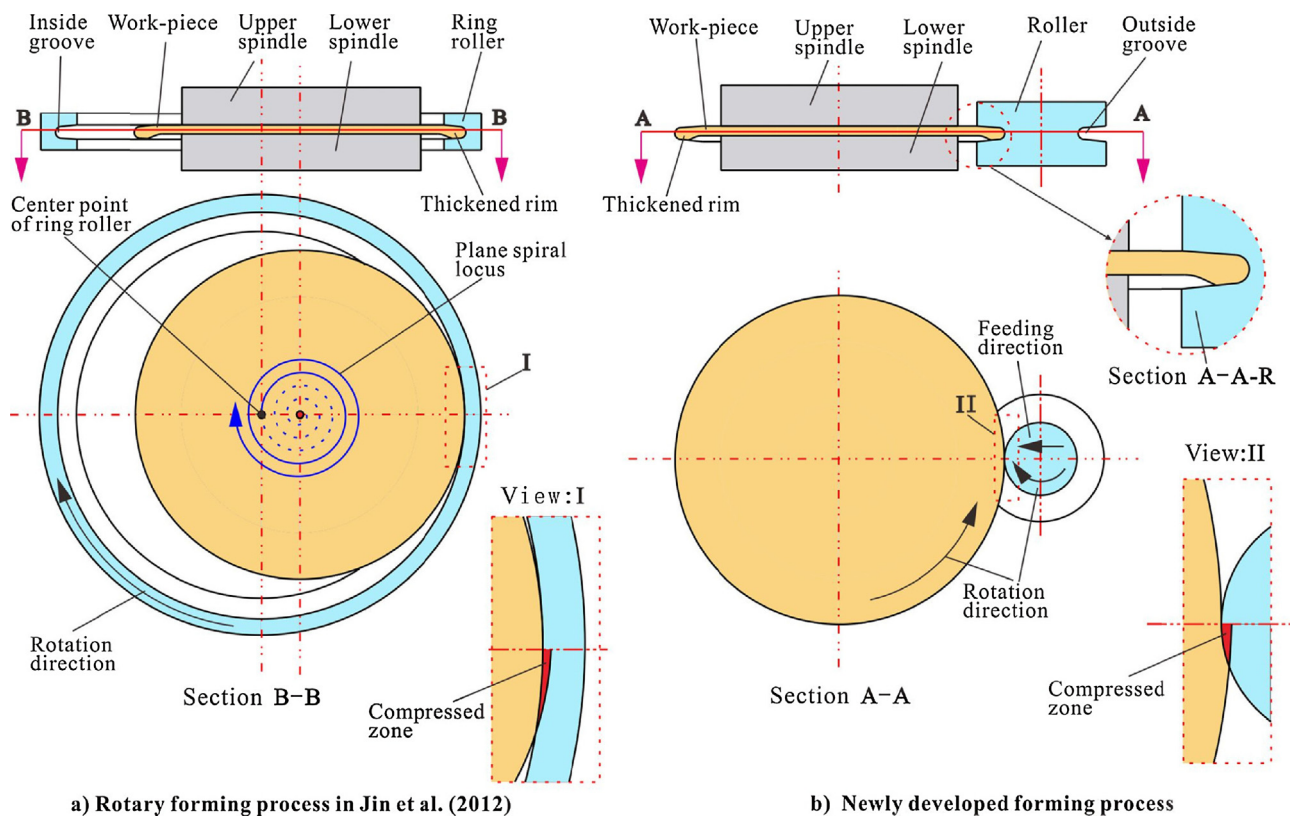 Inside
groove
Work-piece
Upper
spindle
Lower
spindle
Ring
roller
B
B
Thickened rim
Center point
of ring roller
Plane spiral
locus
I
View:I
Rotation
direction
Section B-B
Compressed
zone
a) Rotary forming process in Jin et al. (2012)
Work-piece
Upper
spindle
Lower
spindle
Roller
Outside
groove
A
A
Thickened rim
Section A-A-R
Feeding
direction
II
View:II
Rotation
direction
Section A-A
Compressed
zone
b) Newly developed forming process